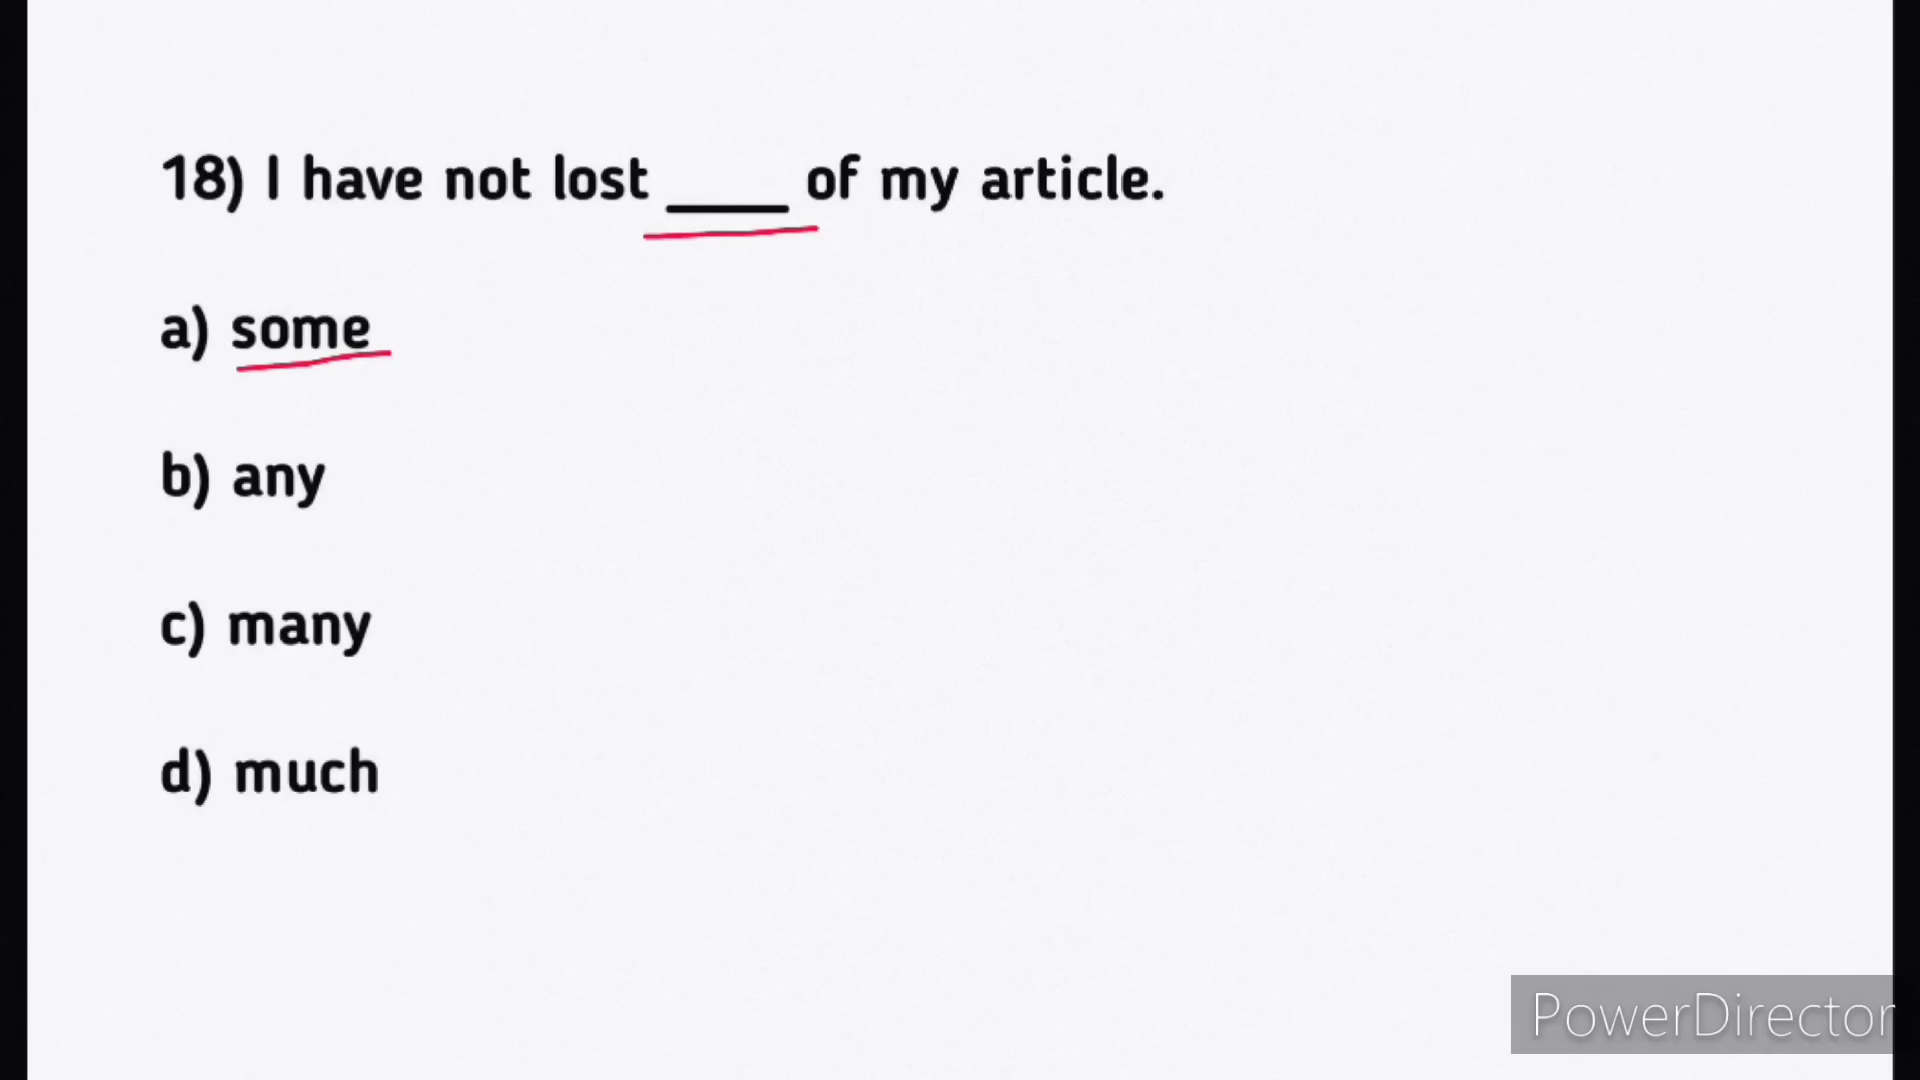 18) I have not lost ____ of my article.
a) some
b) any
c) many
d) much
PowerDirector